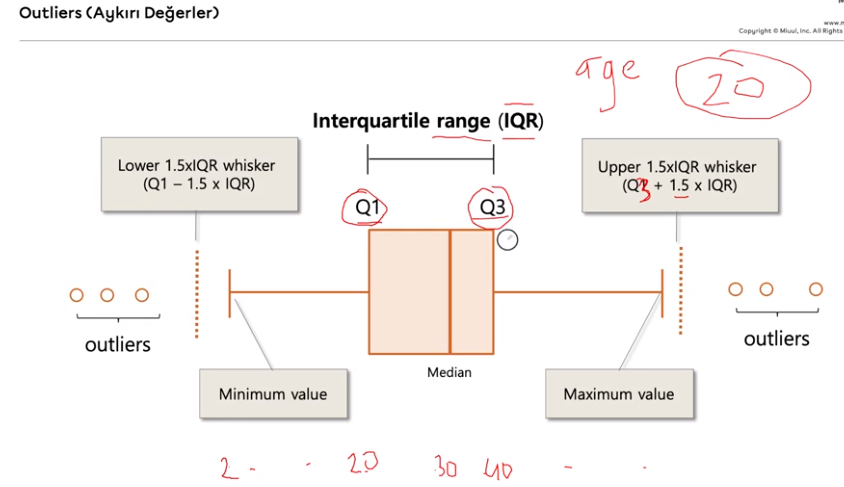 Outliers (Aykırı Değerler)
www.m
Copyright © Miuul, Inc. All Rights
age 20
Interquartile range (IQR)
Lower 1.5xIQR whisker
(Q1 – 1.5 x IQR)
Upper 1.5xIQR whisker
(Q3 + 1.5 x IQR)
Q1
Q3
outliers
outliers
Median
Minimum value
Maximum value
2 - - 20 30 40 - -